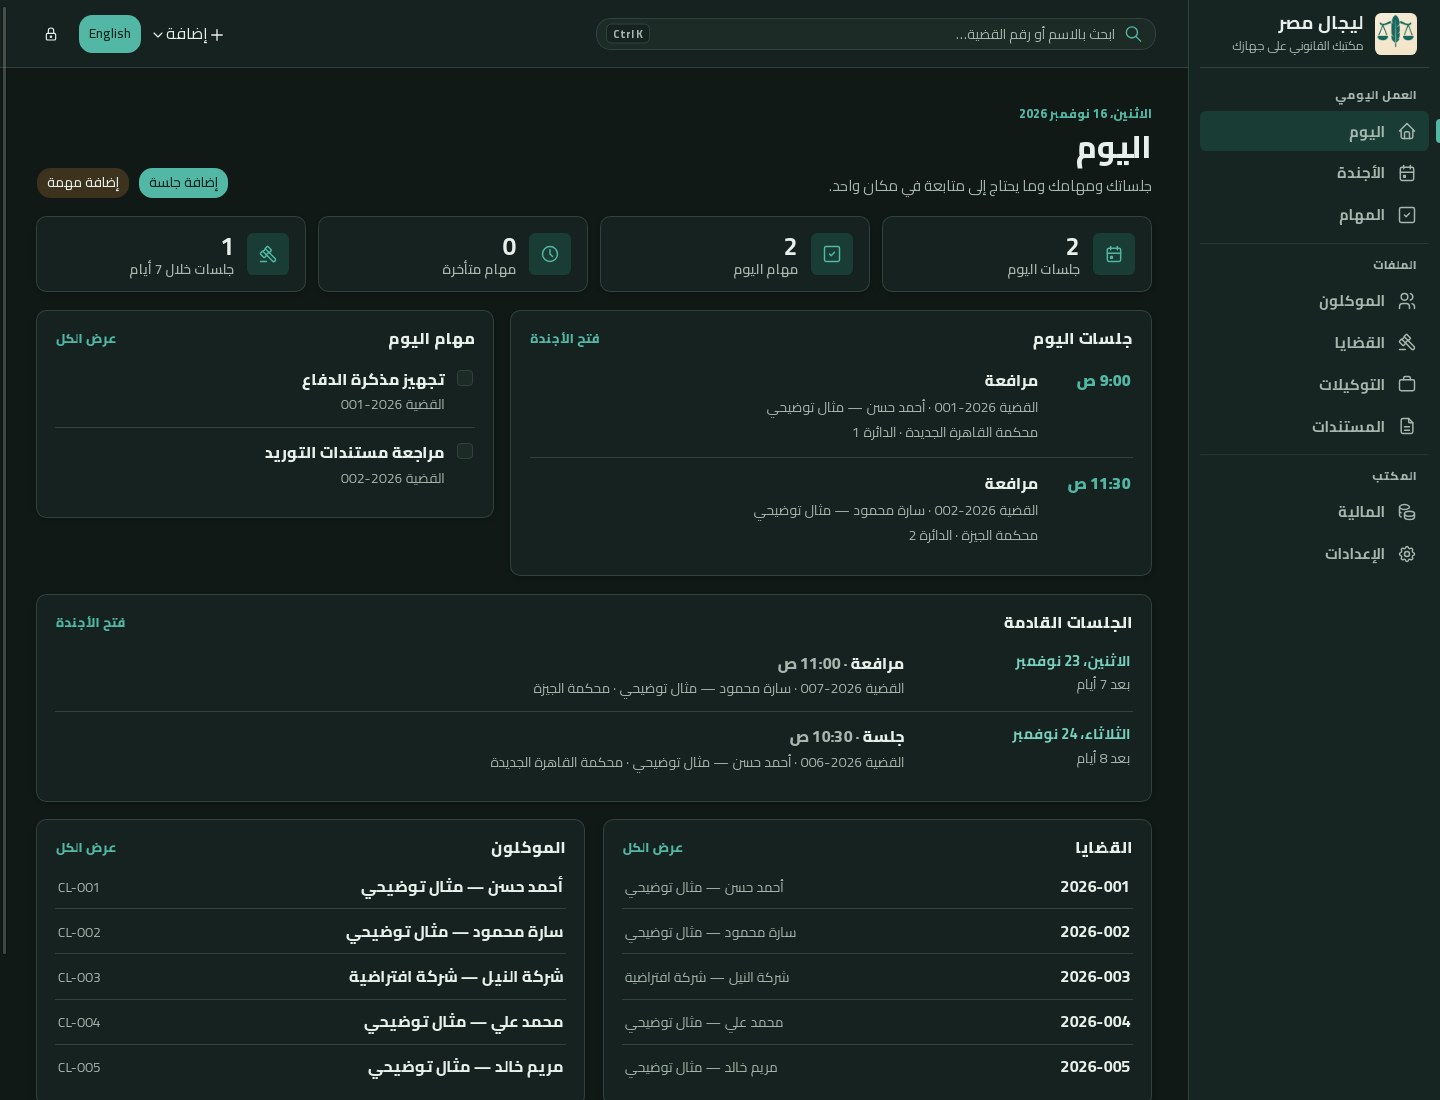 ليجال مصر
مكتبك القانوني على جهازك
العمل اليومي
اليوم
الأجندة
المهام
الملفات
الموكلون
القضايا
التوكيلات
المستندات
المكتب
المالية
الإعدادات
ابحث بالاسم أو رقم القضية...
CtrlK
إضافة
English
الاثنين، 16 نوفمبر 2026
اليوم
جلساتك ومهامك وما يحتاج إلى متابعة في مكان واحد.
إضافة جلسة
إضافة مهمة
2
جلسات اليوم
2
مهام اليوم
0
مهام متأخرة
1
جلسات خلال 7 أيام
جلسات اليوم
فتح الأجندة
9:00 ص
مرافعة
القضية 2026-001 · أحمد حسن — مثال توضيحي
محكمة القاهرة الجديدة · الدائرة 1
11:30 ص
مرافعة
القضية 2026-002 · سارة محمود — مثال توضيحي
محكمة الجيزة · الدائرة 2
مهام اليوم
عرض الكل
تجهيز مذكرة الدفاع
القضية 2026-001
مراجعة مستندات التوريد
القضية 2026-002
الجلسات القادمة
فتح الأجندة
الاثنين، 23 نوفمبر
بعد 7 أيام
مرافعة · 11:00 ص
القضية 2026-007 · سارة محمود — مثال توضيحي · محكمة الجيزة
الثلاثاء، 24 نوفمبر
بعد 8 أيام
جلسة · 10:30 ص
القضية 2026-006 · أحمد حسن — مثال توضيحي · محكمة القاهرة الجديدة
القضايا
عرض الكل
2026-001
أحمد حسن — مثال توضيحي
2026-002
سارة محمود — مثال توضيحي
2026-003
شركة النيل — شركة افتراضية
2026-004
محمد علي — مثال توضيحي
2026-005
مريم خالد — مثال توضيحي
الموكلون
عرض الكل
أحمد حسن — مثال توضيحي
CL-001
سارة محمود — مثال توضيحي
CL-002
شركة النيل — شركة افتراضية
CL-003
محمد علي — مثال توضيحي
CL-004
مريم خالد — مثال توضيحي
CL-005